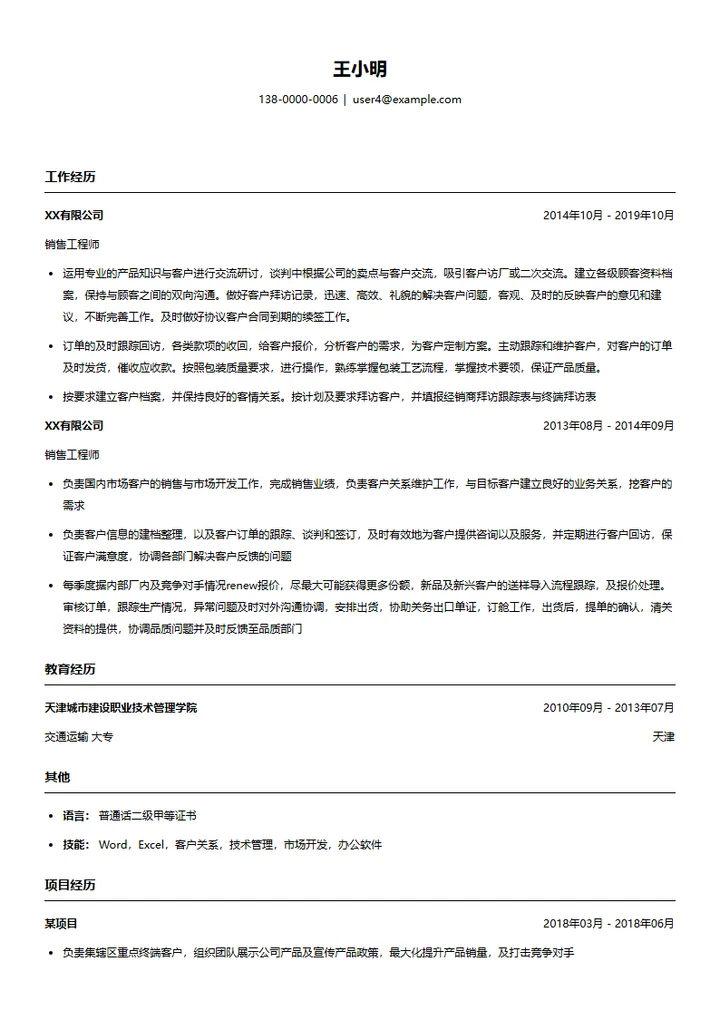 王小明
138-0000-0006 | user4@example.com
工作经历
XX有限公司 2014年10月 - 2019年10月
销售工程师
• 运用专业的产品知识与客户进行交流研讨，谈判中根据公司的卖点与客户交流，吸引客户访厂或二次交流。建立各级顾客资料档
案，保持与顾客之间的双向沟通。做好客户拜访记录，迅速、高效、礼貌的解决客户问题，客观、及时的反映客户的意见和建
议，不断完善工作。及时做好协议客户合同到期的续签工作。
• 订单的及时跟踪回访，各类款项的收回，给客户报价，分析客户的需求，为客户定制方案。主动跟踪和维护客户，对客户的订单
及时发货，催收应收款。按照包装质量要求，进行操作，熟练掌握包装工艺流程，掌握技术要领，保证产品质量。
• 按要求建立客户档案，并保持良好的客情关系。按计划及要求拜访客户，并填报经销商拜访跟踪表与终端拜访表
XX有限公司 2013年08月 - 2014年09月
销售工程师
• 负责国内市场客户的销售与市场开发工作，完成销售业绩，负责客户关系维护工作，与目标客户建立良好的业务关系，挖客户的
需求
• 负责客户信息的建档整理，以及客户订单的跟踪、谈判和签订，及时有效地为客户提供咨询以及服务，并定期进行客户回访，保
证客户满意度，协调各部门解决客户反馈的问题
• 每季度据内部厂内及竞争对手情况renew报价，尽最大可能获得更多份额，新品及新兴客户的送样导入流程跟踪，及报价处理。
审核订单，跟踪生产情况，异常问题及时对外沟通协调，安排出货，协助关务出口单证，订舱工作，出货后，提单的确认，清关
资料的提供，协调品质问题并及时反馈至品质部门
教育经历
天津城市建设职业技术管理学院 2010年09月 - 2013年07月
交通运输 大专 天津
其他
• 语言： 普通话二级甲等证书
• 技能： Word，Excel，客户关系，技术管理，市场开发，办公软件
项目经历
某项目 2018年03月 - 2018年06月
• 负责集辖区重点终端客户，组织团队展示公司产品及宣传产品政策，最大化提升产品销量，及打击竞争对手